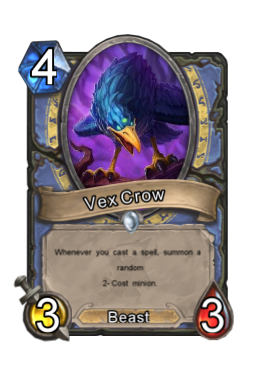 4
Vex Crow
Whenever you cast a spell, summon a
random
2- Cost minion.
3
Beast
3